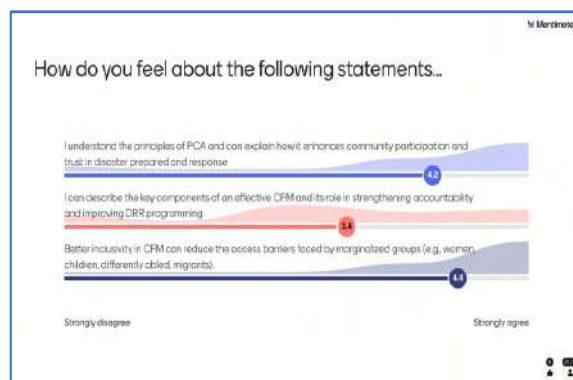 Mentimeter
How do you feel about the following statements...
I understand the principles of PCA and can explain how it enhances community participation and
trust in disaster prepared and response
4.2
I can describe the key components of an effective CFM and its role in strengthening accountability
and improving DRR programming
3.4
Better inclusivity in CFM can reduce the access barriers faced by marginalized groups (e.g., women,
children, differently abled, migrants).
4.4
Strongly disagree
Strongly agree